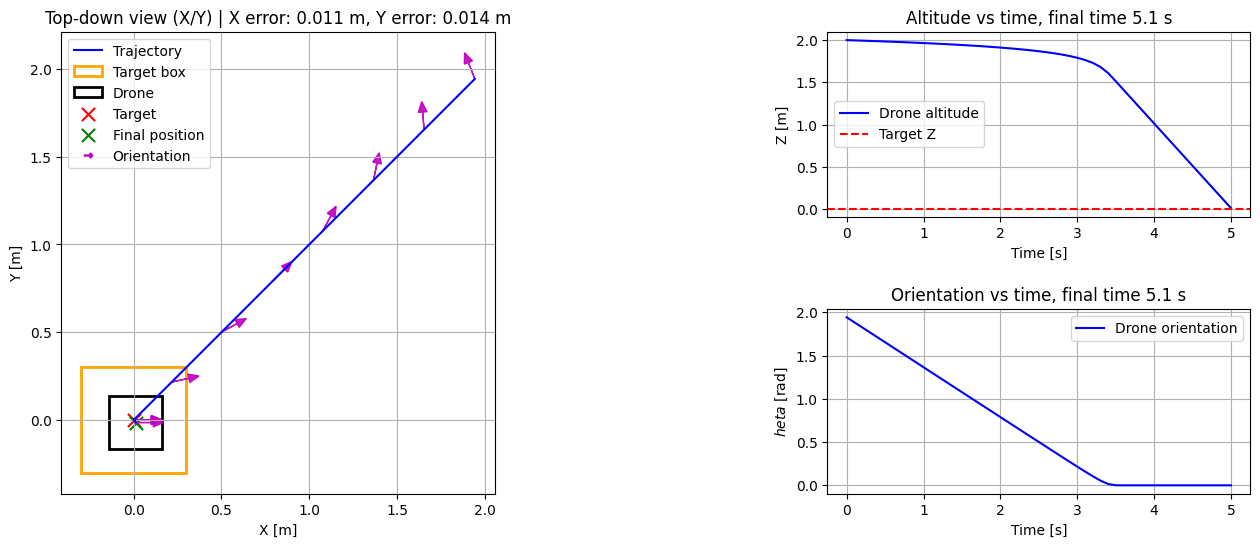 Top-down view (X/Y) | X error: 0.011 m, Y error: 0.014 m
Trajectory
Target box
Drone
Target
Final position
Orientation
2.0
1.5
1.0
0.5
0.0
Y [m]
0.0
0.5
1.0
1.5
2.0
X [m]
Altitude vs time, final time 5.1 s
Drone altitude
Target Z
2.0
1.5
1.0
0.5
0.0
Z [m]
0
1
2
3
4
5
Time [s]
Orientation vs time, final time 5.1 s
Drone orientation
2.0
1.5
1.0
0.5
0.0
heta [rad]
0
1
2
3
4
5
Time [s]